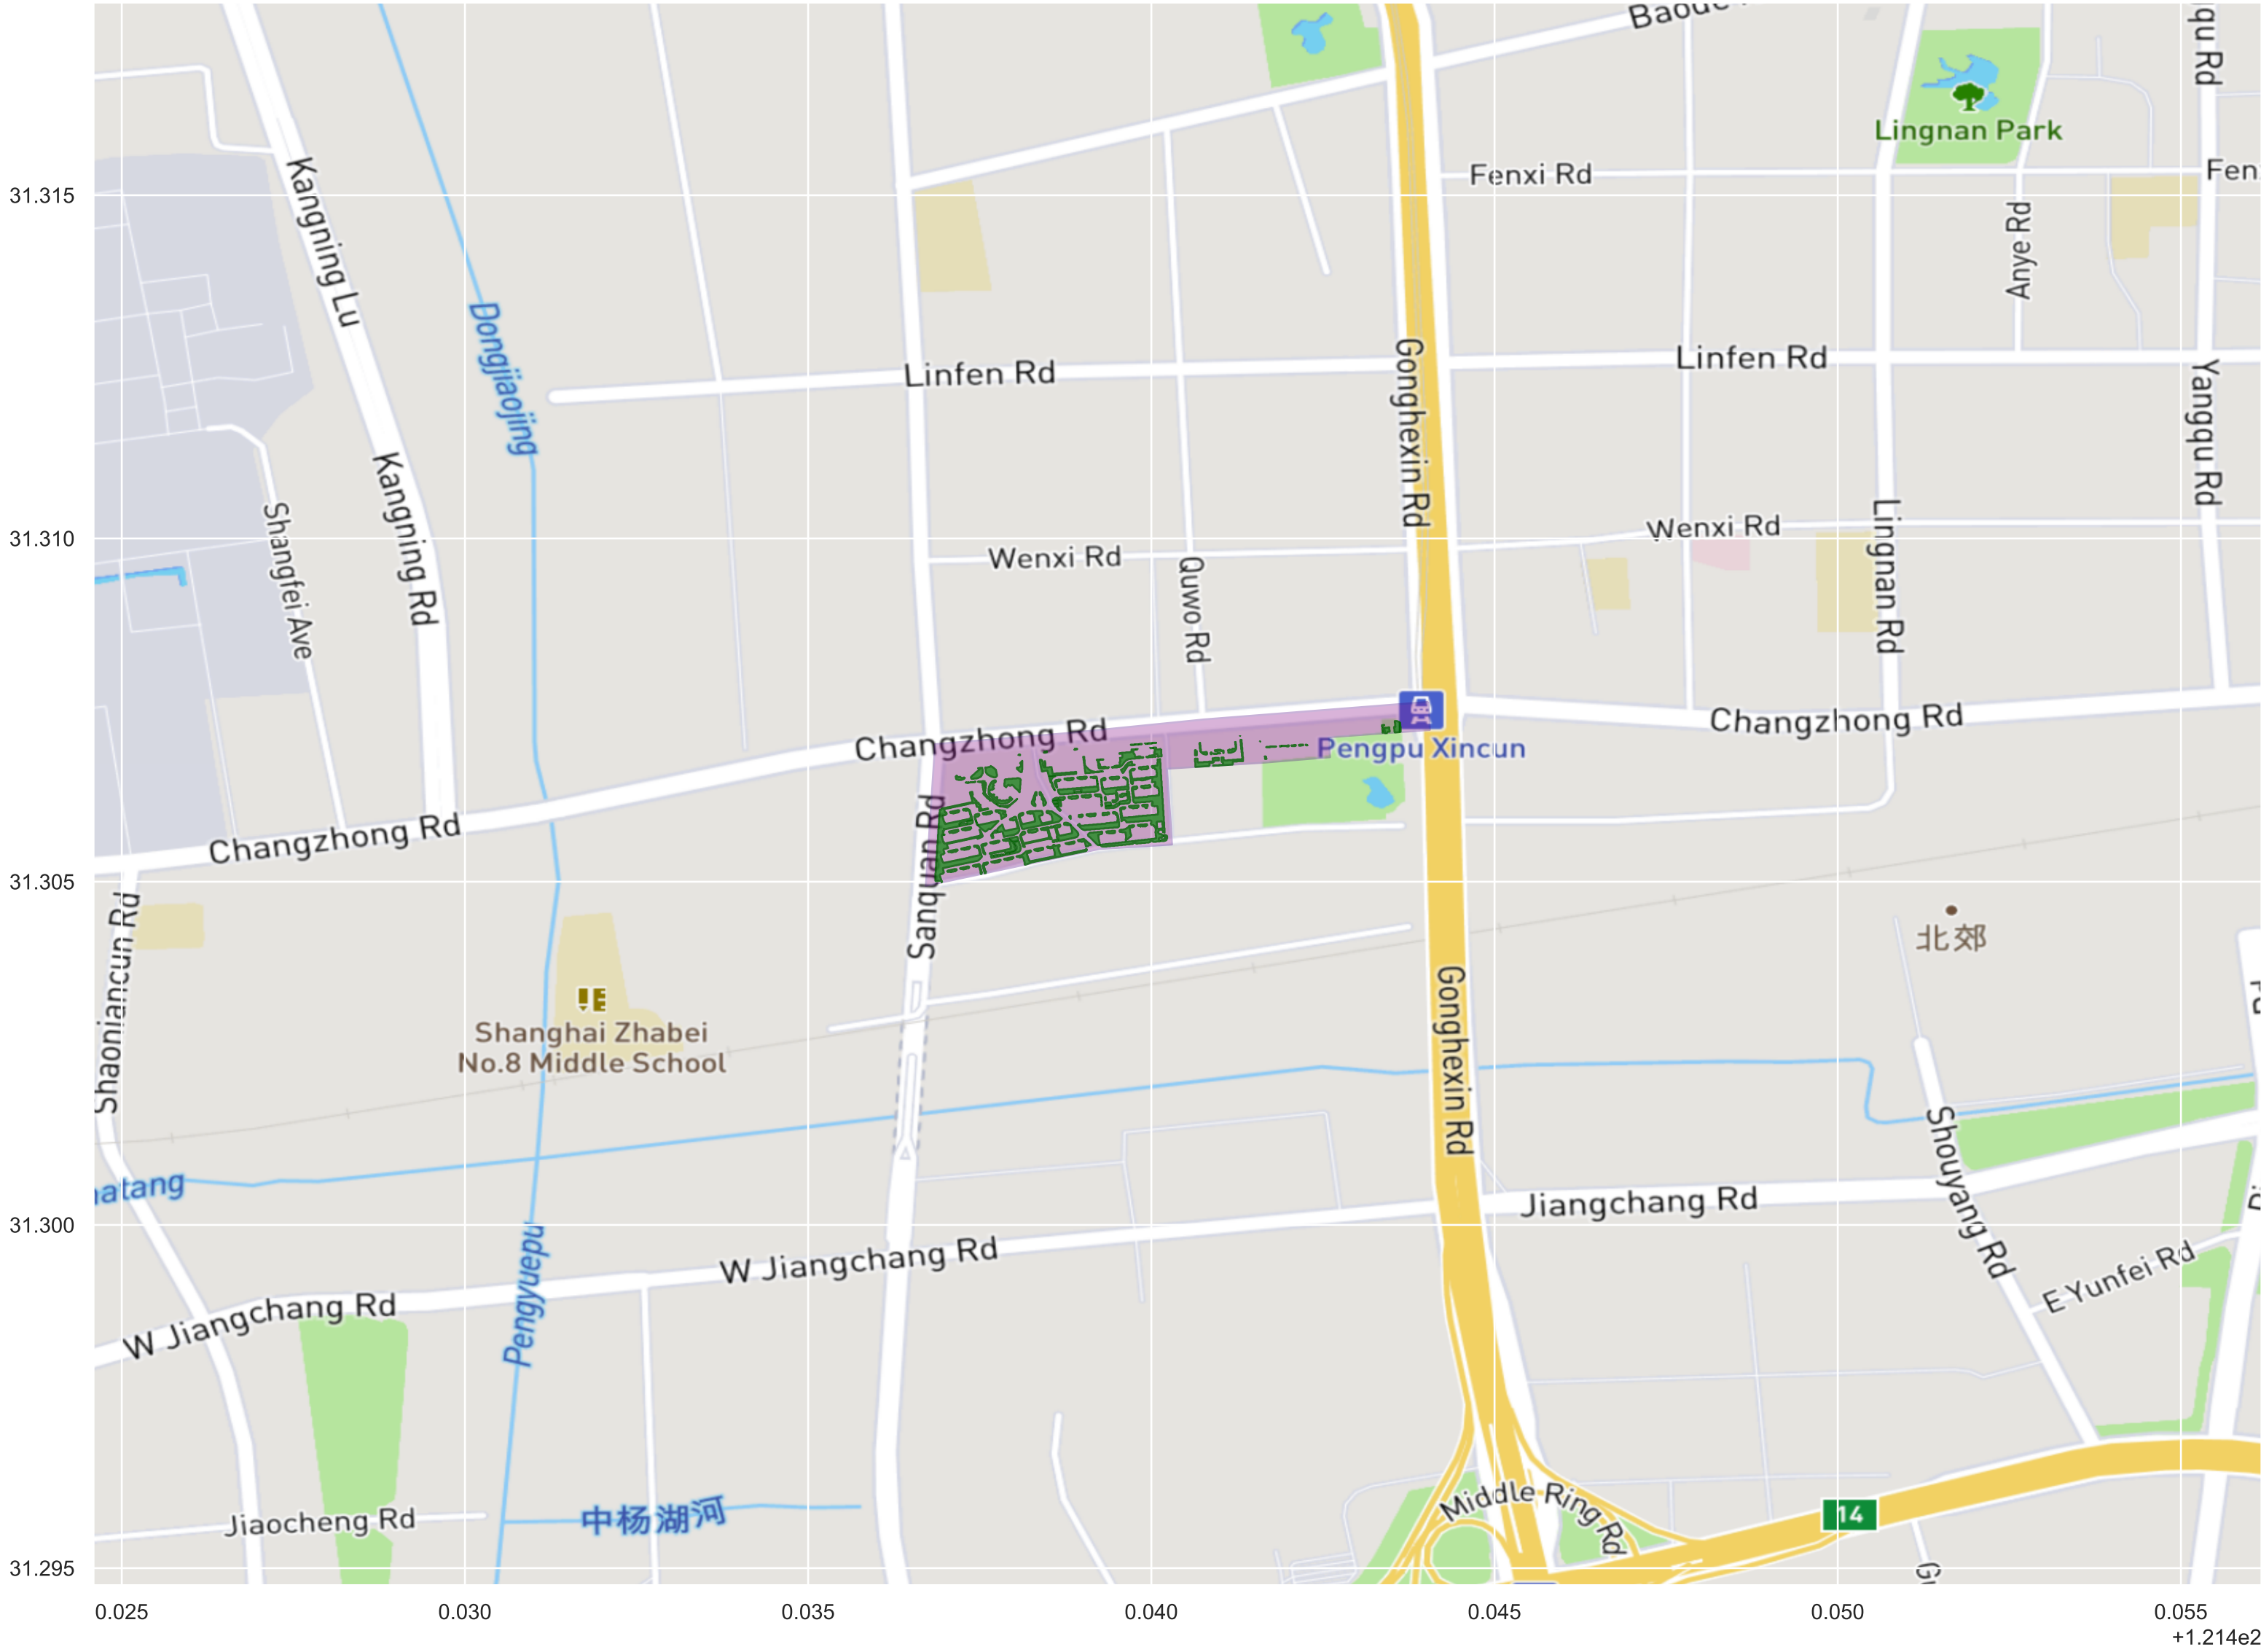 Lingnan Park
Fenxi Rd
31.315
Kangning Lu
Anye Rd
Dongjiaojing
Linfen Rd
Linfen Rd
Gonghexin Rd
Yangqu Rd
Kangning Rd
Shangfei Ave
Lingnan Rd
Wenxi Rd
31.310
Wenxi Rd
Quwo Rd
Changzhong Rd
Changzhong Rd
Pengpu Xincun
Changzhong Rd
Sanquan Rd
31.305
Shaoniancun Rd
北郊
Shanghai Zhabei
No.8 Middle School
Gonghexin Rd
Shouyang Rd
Jiangchang Rd
31.300
Pengyuepu
W Jiangchang Rd
E Yunfei Rd
W Jiangchang Rd
Middle Ring Rd
14
中杨湖河
Jiaocheng Rd
31.295
0.025 0.030 0.035 0.040 0.045 0.050 0.055
+1.214e2